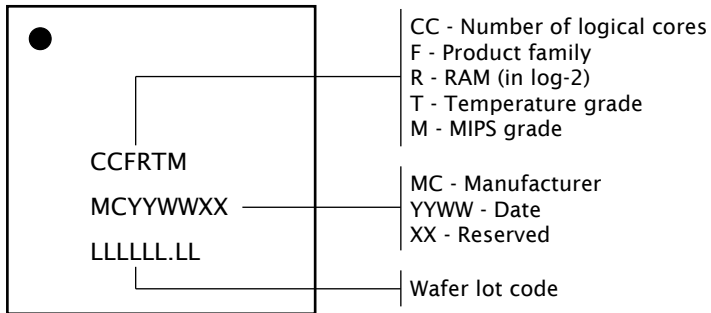 CC - Number of logical cores
F - Product family
R - RAM (in log-2)
T - Temperature grade
M - MIPS grade
CCFRTM
MCYYWWXX
MC - Manufacturer
YYWW - Date
XX - Reserved
LLLLLL.LL
Wafer lot code